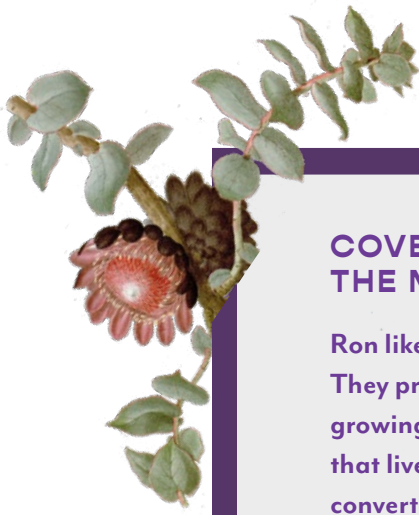 COVE
THE M
Ron like
They pr
growing
that live
convert